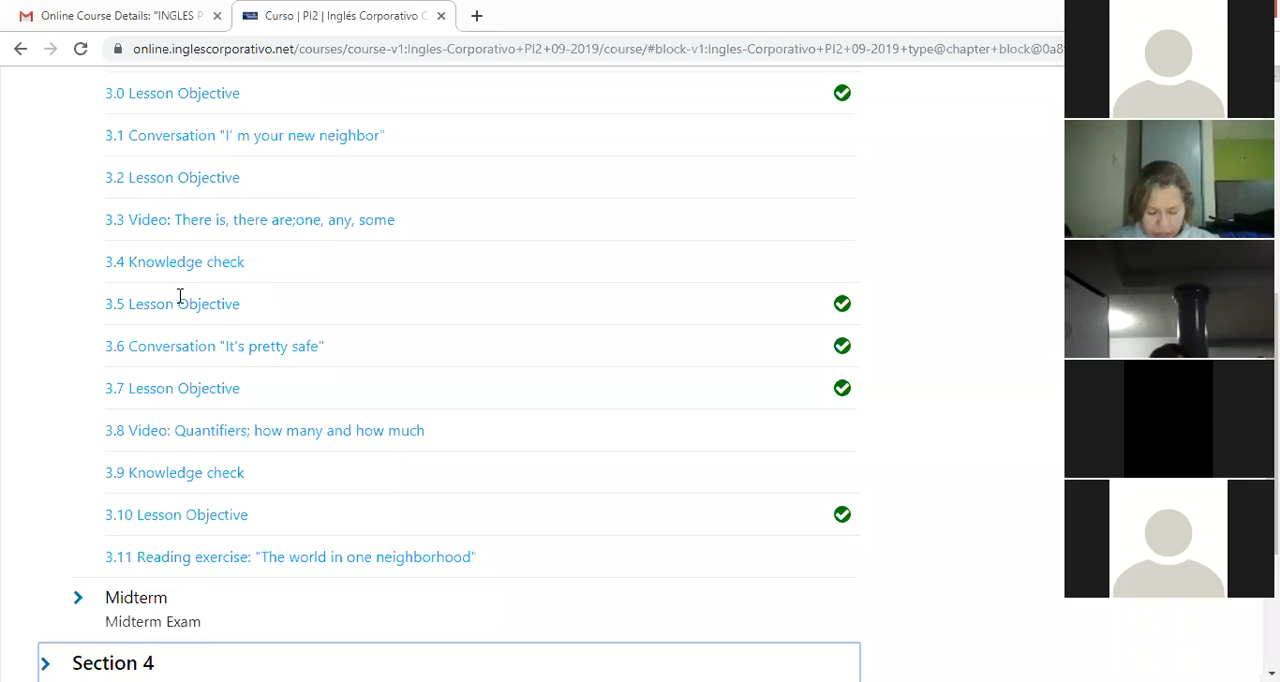 Online Course Details: "INGLES P
Curso | PI2 | Inglés Corporativo C
online.inglescorporativo.net/courses/course-v1:Ingles-Corporativo+PI2+09-2019/course/#block-v1:Ingles-Corporativo+PI2+09-2019+type@chapter+block@0a8
3.0 Lesson Objective
3.1 Conversation "I' m your new neighbor"
3.2 Lesson Objective
3.3 Video: There is, there are;one, any, some
3.4 Knowledge check
3.5 Lesson Objective
3.6 Conversation "It's pretty safe"
3.7 Lesson Objective
3.8 Video: Quantifiers; how many and how much
3.9 Knowledge check
3.10 Lesson Objective
3.11 Reading exercise: "The world in one neighborhood"
Midterm
Midterm Exam
Section 4